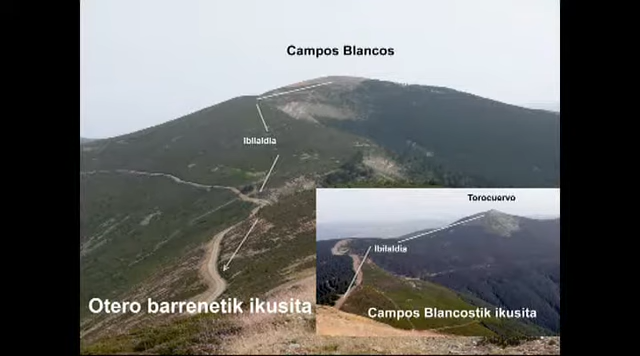 Campos Blancos
Ibilaldia
Torocuervo
Ibilaldia
Otero barrenetik ikusita
Campos Blancostik ikusita